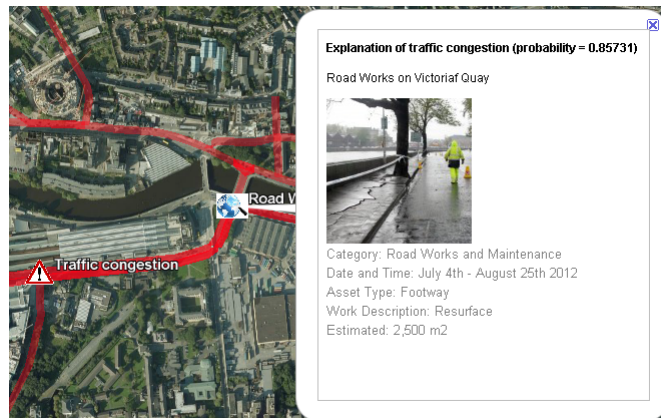 Explanation of traffic congestion (probability = 0.85731)
Road Works on Victoriaf Quay
Road W
Traffic congestion
Category: Road Works and Maintenance
Date and Time: July 4th - August 25th 2012
Asset Type: Footway
Work Description: Resurface
Estimated: 2,500 m2